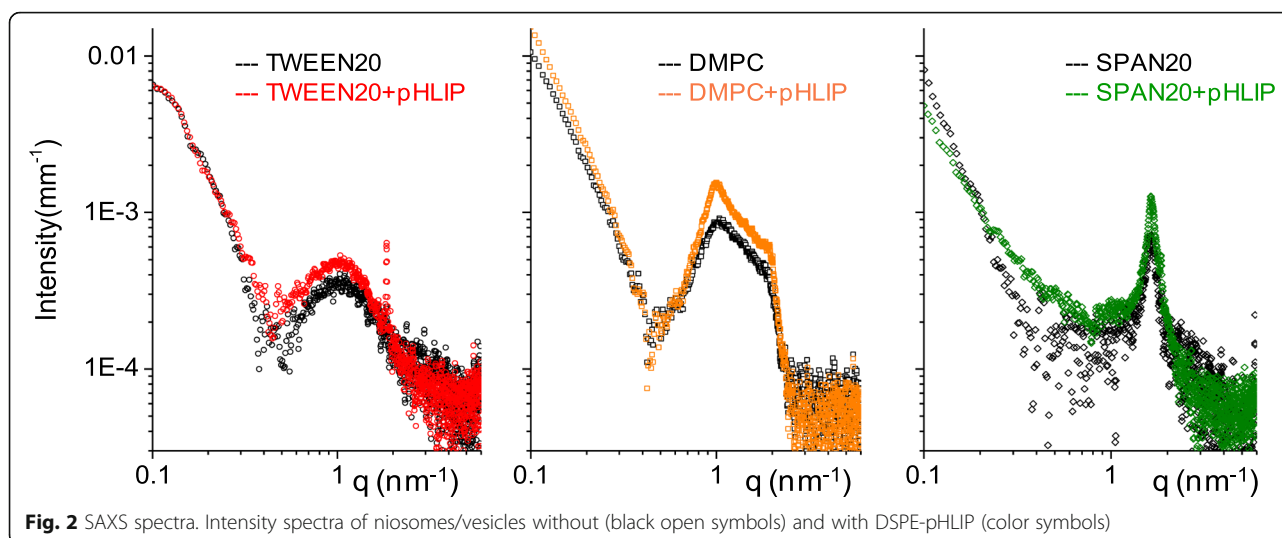 0.01
1E-3
1E-4
Intensity(mm⁻¹)
--- TWEEN20
--- TWEEN20+pHLIP
0.1
1
q (nm⁻¹)
--- DMPC
--- DMPC+pHLIP
0.1
1
q (nm⁻¹)
--- SPAN20
--- SPAN20+pHLIP
0.1
1
q (nm⁻¹)
Fig. 2 SAXS spectra. Intensity spectra of niosomes/vesicles without (black open symbols) and with DSPE-pHLIP (color symbols)